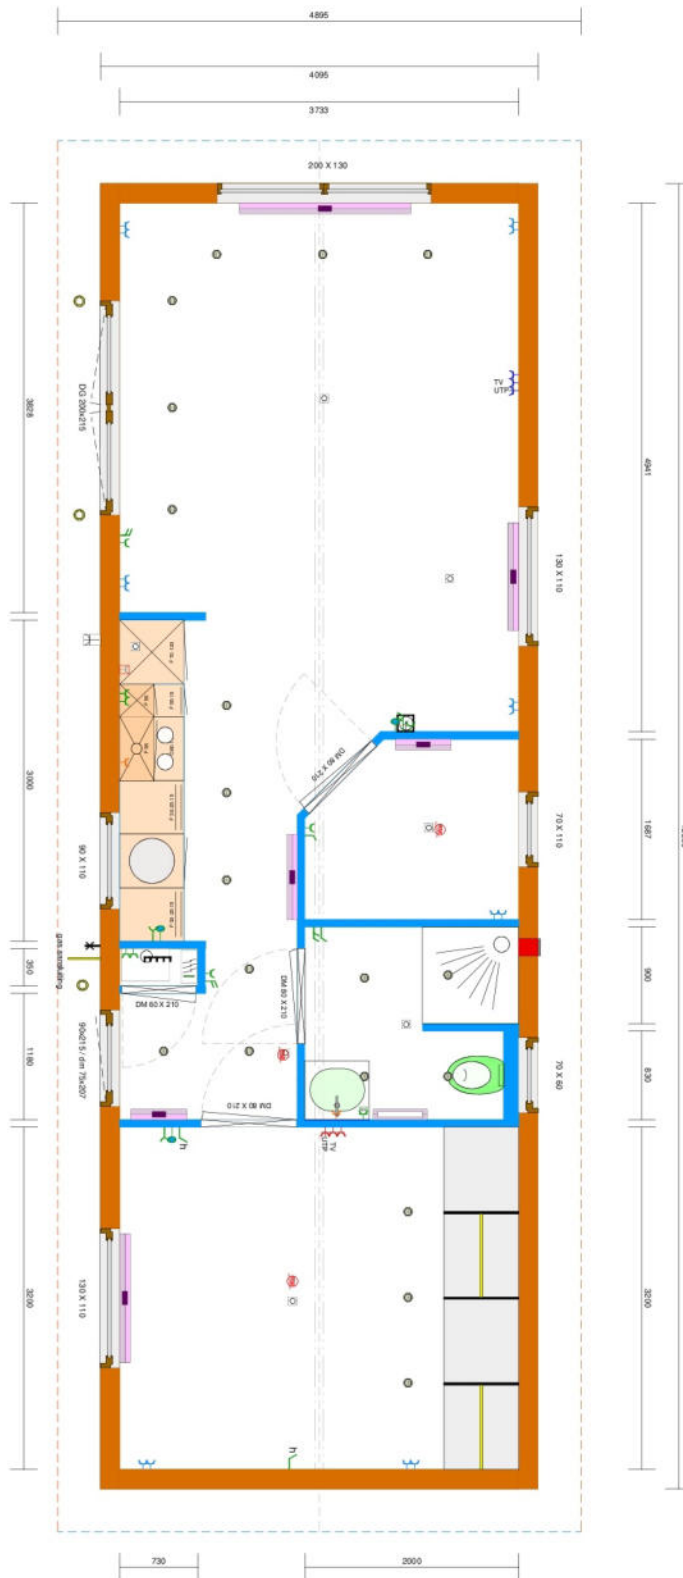 4895
4095
3733
200 X 130
DG 200x215
3828
4941
TV
UTP
130 X 110
DM 80 X 210
3000
1687
70 X 110
90 X 110
gas aansluiting
350
900
DM 60 X 210
DM 80 X 210
90x215 / dm 75x207
1180
830
70 X 60
DM 80 X 210
h
UTP
TV
130 X 110
3200
3200
h
730
2000